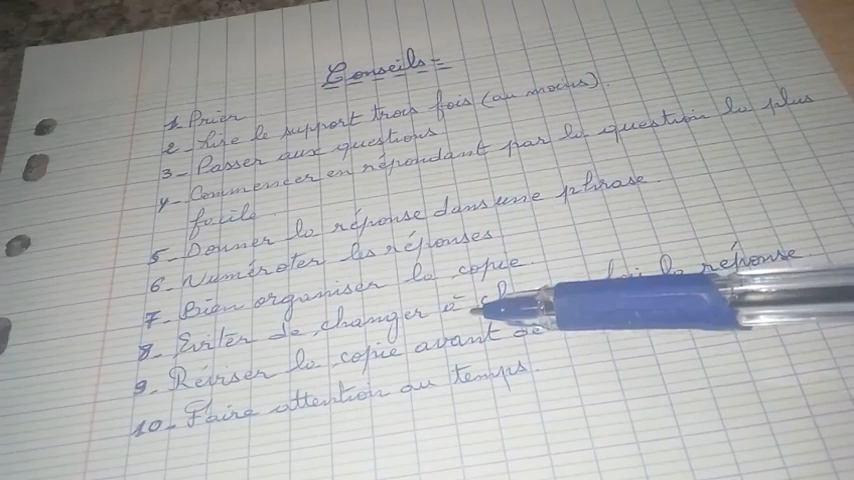 Conseils =
1- Prier
2- Lire le support trois fois (au moins).
3- Passer aux questions
4- Commencer en répondant par la question la plus
facile.
5- Donner la réponse dans une phrase.
6- Numéroter les réponses
7- Bien organiser la copie.
8- Eviter de changer à la réponse
9- Réviser la copie avant de
10- Faire attention au temps.